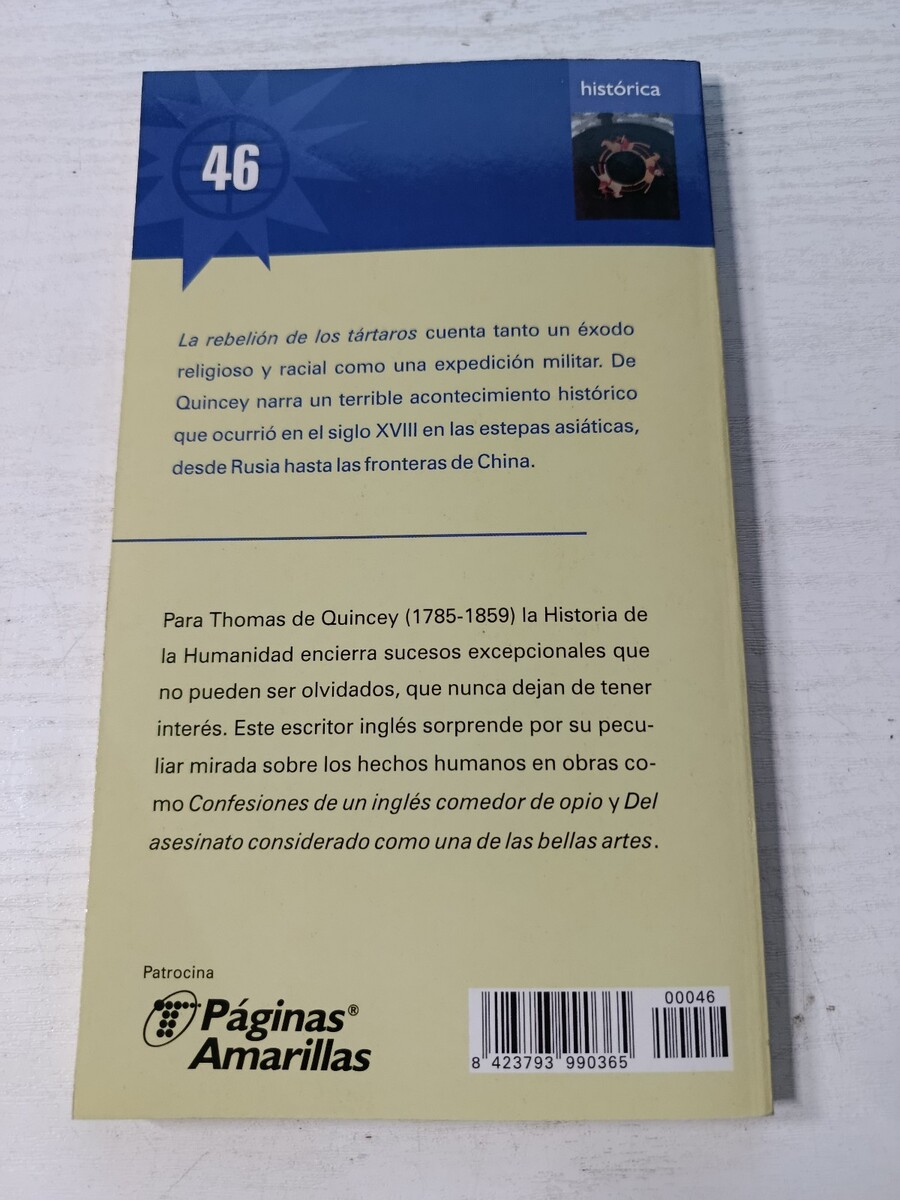 histórica
46
La rebelión de los tártaros cuenta tanto un éxodo
religioso y racial como una expedición militar. De
Quincey narra un terrible acontecimiento histórico
que ocurrió en el siglo XVIII en las estepas asiáticas,
desde Rusia hasta las fronteras de China.
Para Thomas de Quincey (1785-1859) la Historia de
la Humanidad encierra sucesos excepcionales que
no pueden ser olvidados, que nunca dejan de tener
interés. Este escritor inglés sorprende por su pecu-
liar mirada sobre los hechos humanos en obras co-
mo Confesiones de un inglés comedor de opio y Del
asesinato considerado como una de las bellas artes.
Patrocina
Páginas®
Amarillas
00046
8 423793 990365